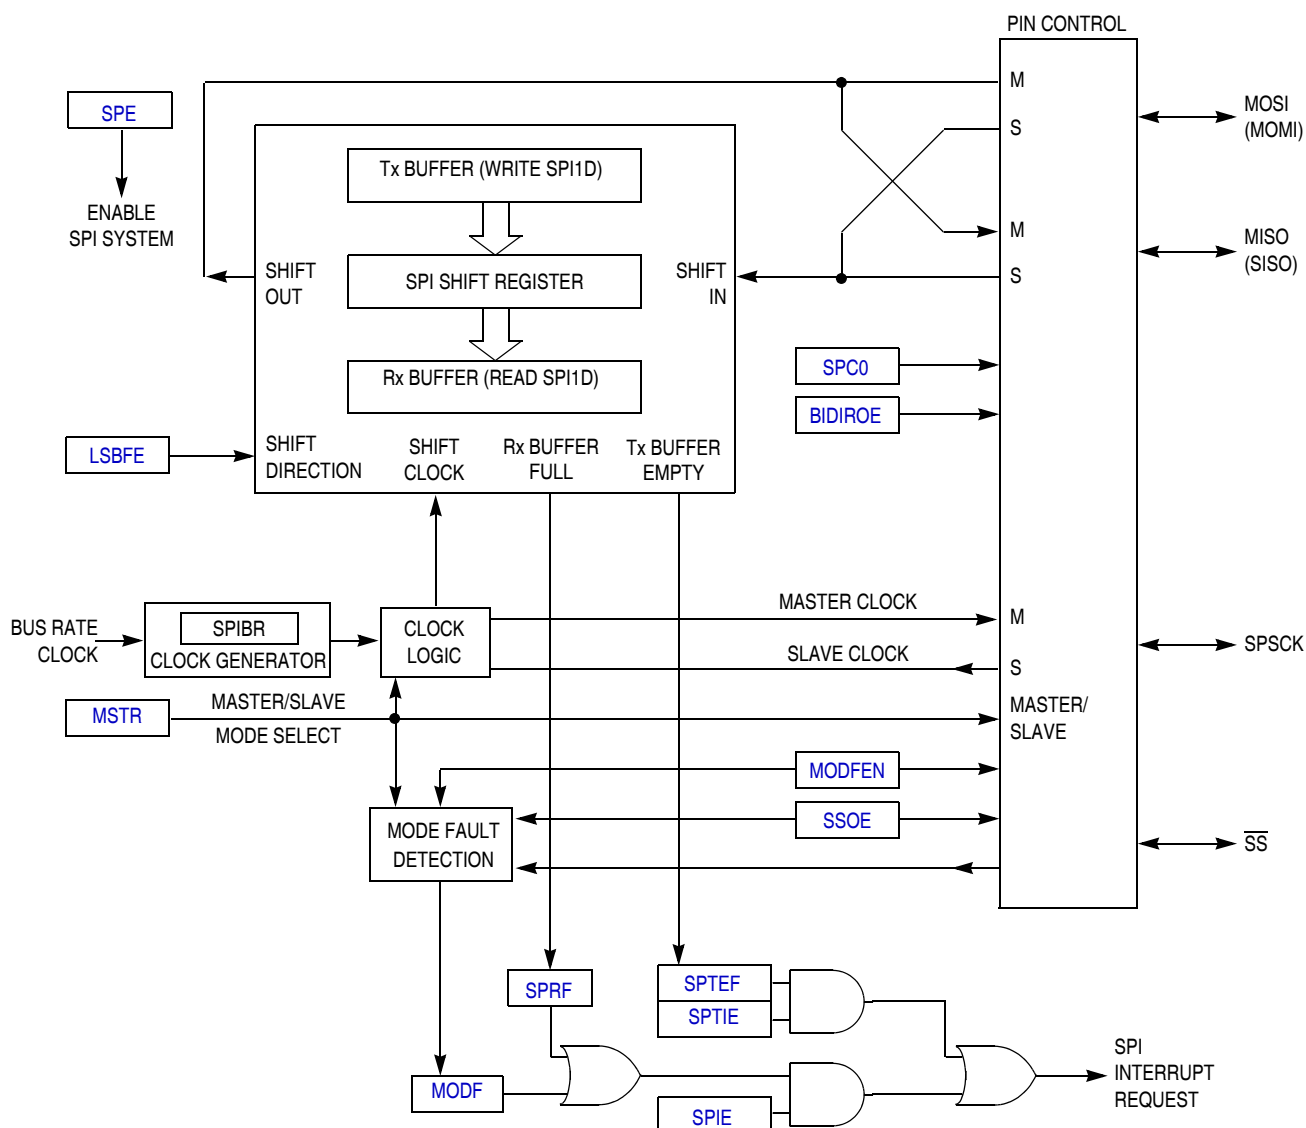 PIN CONTROL
M
SPE
MOSI
(MOMI)
S
Tx BUFFER (WRITE SPI1D)
ENABLE
SPI SYSTEM
M
MISO
(SISO)
SHIFT
OUT
SPI SHIFT REGISTER
SHIFT
IN
S
SPC0
Rx BUFFER (READ SPI1D)
BIDIROE
LSBFE
SHIFT
DIRECTION
SHIFT
CLOCK
Rx BUFFER
FULL
Tx BUFFER
EMPTY
MASTER CLOCK
M
BUS RATE
CLOCK
SPIBR
CLOCK GENERATOR
CLOCK
LOGIC
SPSCK
SLAVE CLOCK
S
MSTR
MASTER/SLAVE
MODE SELECT
MASTER/
SLAVE
MODFEN
SSOE
MODE FAULT
DETECTION
SS
SPRF
SPTEF
SPTIE
MODF
SPIE
SPI
INTERRUPT
REQUEST